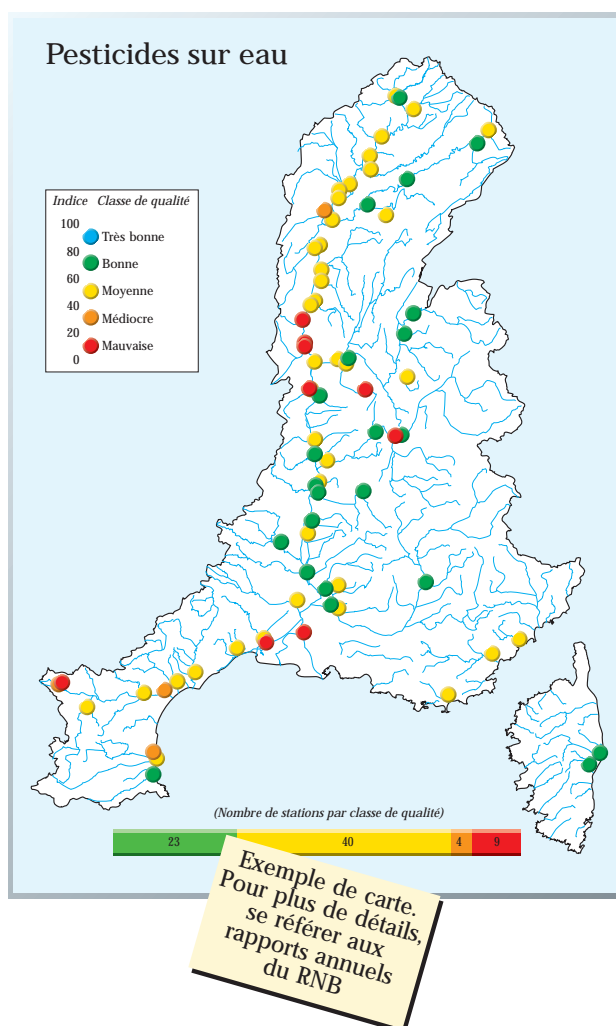 Pesticides sur eau
Indice Classe de qualité
100
Très bonne
80
Bonne
60
Moyenne
40
Médiocre
20
Mauvaise
0
(Nombre de stations par classe de qualité)
23 40 4 9
Exemple de carte.
Pour plus de détails,
se référer aux
rapports annuels
du RNB